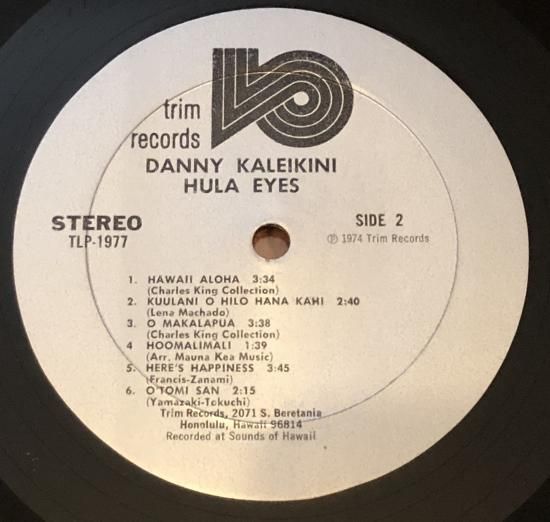 trim
records
DANNY KALEIKINI
HULA EYES
STEREO
TLP-1977
SIDE 2
℗ 1974 Trim Records
1. HAWAII ALOHA 3:34
(Charles King Collection)
2. KUULANI O HILO HANA KAHI 2:40
(Lena Machado)
3. O MAKALAPUA 3:38
(Charles King Collection)
4 HOOMALIMALI 1:39
(Arr. Mauna Kea Music)
5. HERE'S HAPPINESS 3:45
(Francis-Zanami)
6. O'TOMI SAN 2:15
(Yamazaki-Tokuchi)
Trim Records, 2071 S. Beretania
Honolulu, Hawaii 96814
Recorded at Sounds of Hawaii